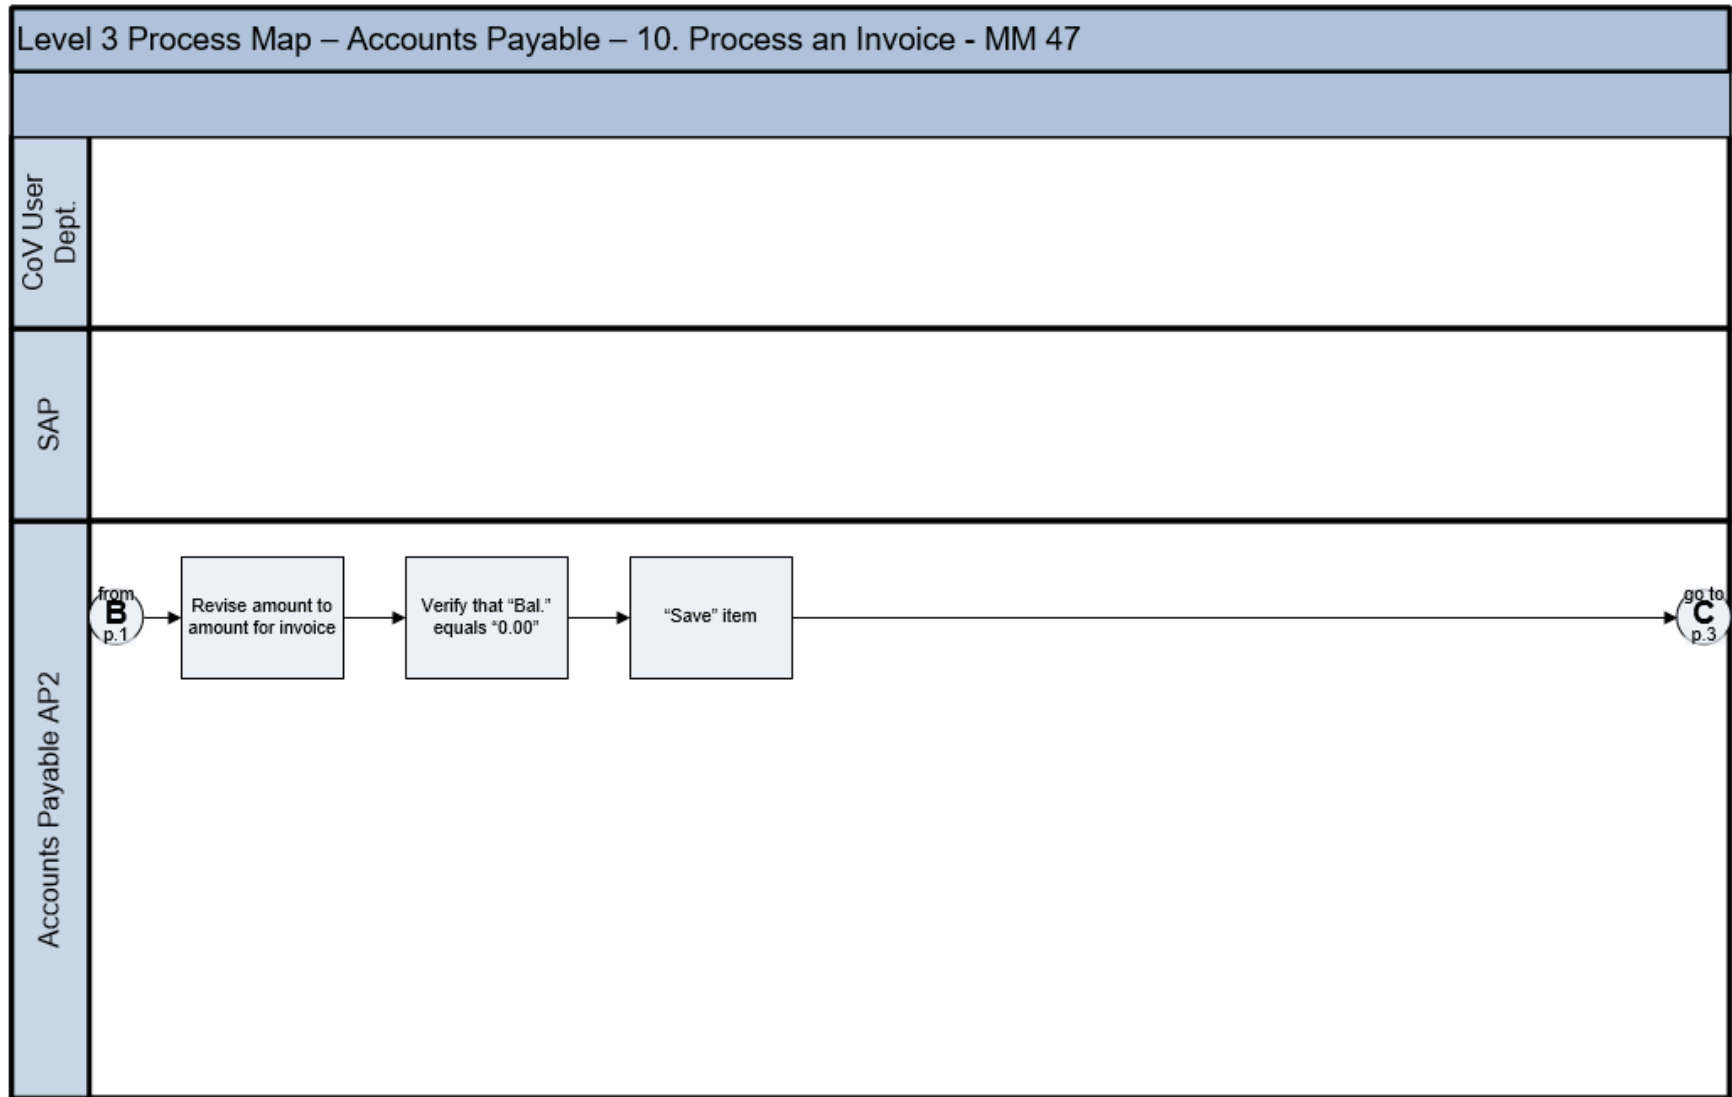 Level 3 Process Map – Accounts Payable – 10. Process an Invoice - MM 47
CoV User
Dept.
SAP
Accounts Payable AP2
from
B
p.1
Revise amount to
amount for invoice
Verify that “Bal.”
equals “0.00”
“Save” item
go to
C
p.3